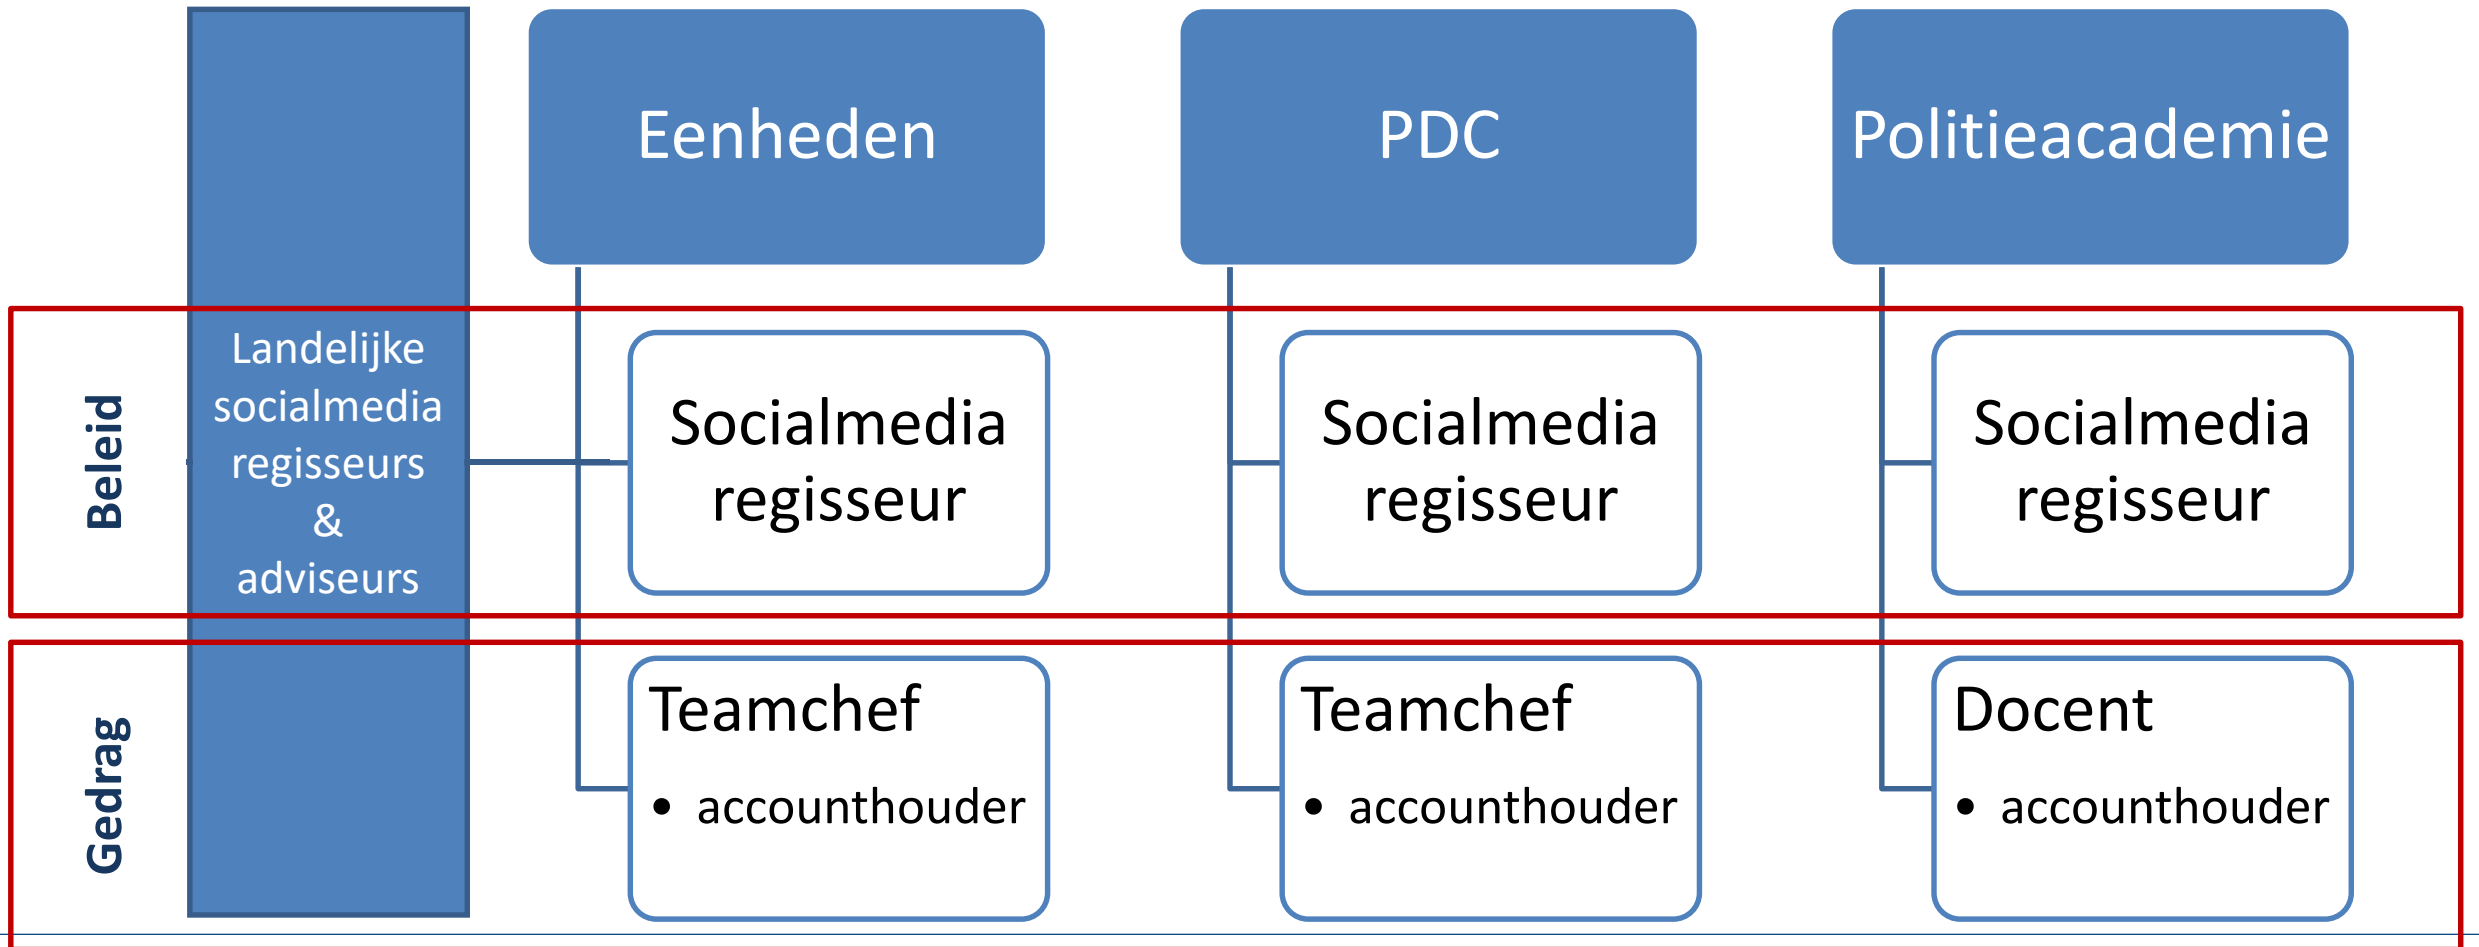 Eenheden
PDC
Politieacademie
Beleid
Landelijke
socialmedia
regisseurs
&
adviseurs
Socialmedia
regisseur
Socialmedia
regisseur
Socialmedia
regisseur
Gedrag
Teamchef
• accounthouder
Teamchef
• accounthouder
Docent
• accounthouder